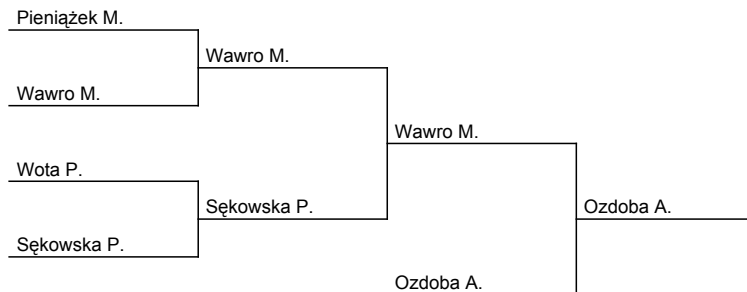 Pieniążek M.
Wawro M.
Wawro M.
Wawro M.
Wota P.
Sękowska P.
Ozdoba A.
Sękowska P.
Ozdoba A.